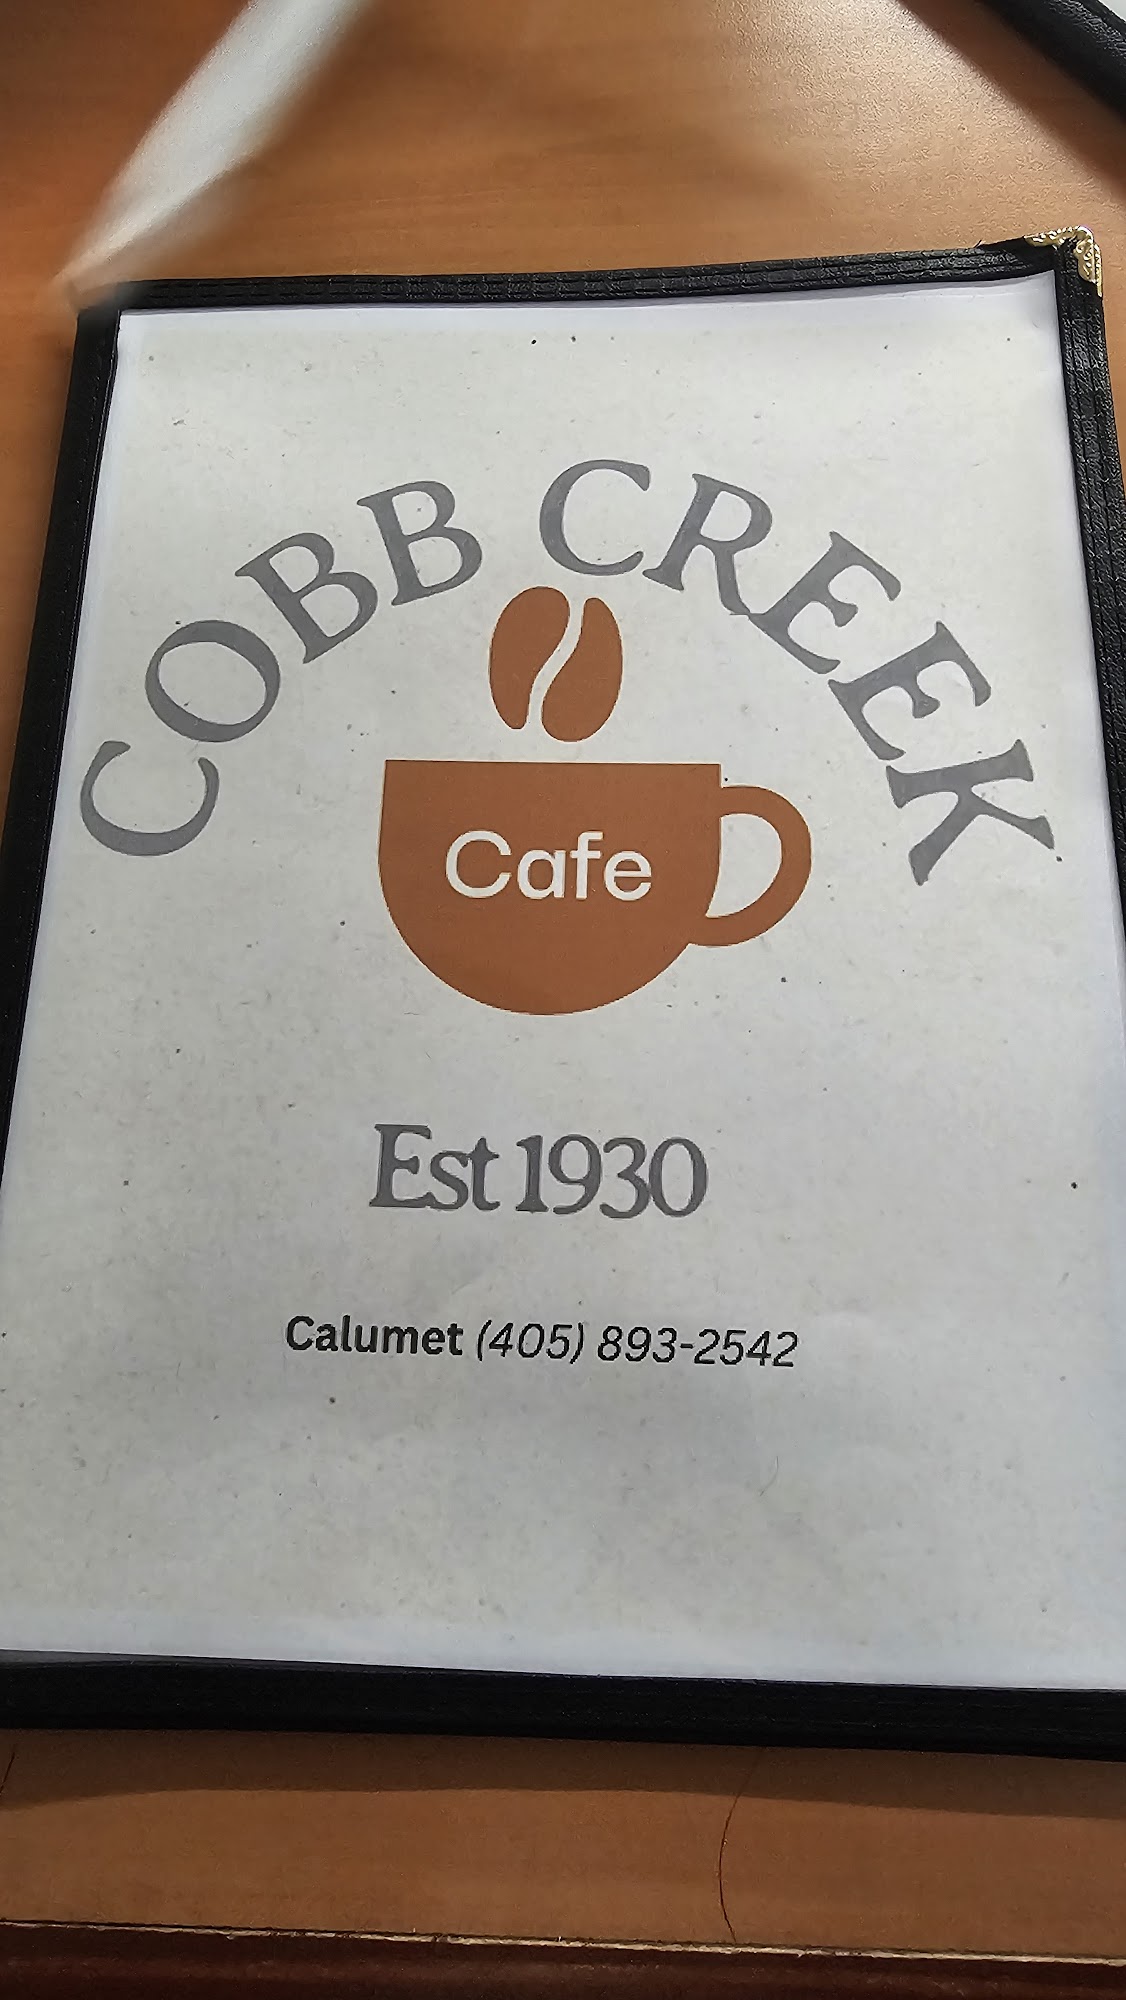 COBB CREEK
Cafe
Est 1930
Calumet (405) 893-2542